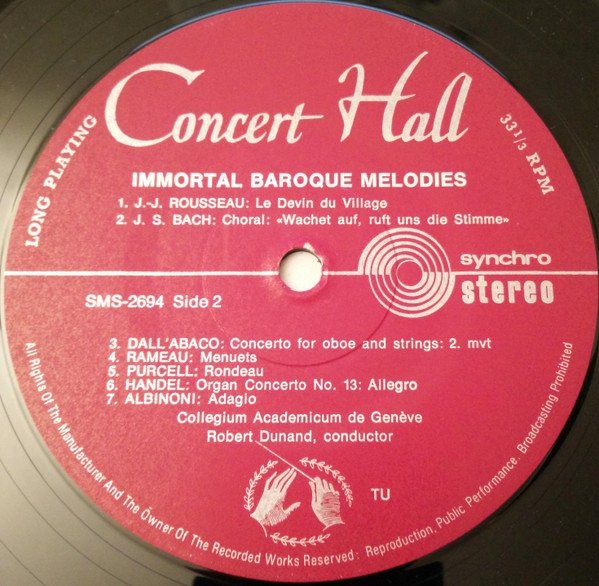 Concert Hall
LONG PLAYING
33 1/3 RPM
IMMORTAL BAROQUE MELODIES
1. J.-J. ROUSSEAU: Le Devin du Village
2. J. S. BACH: Choral: «Wachet auf, ruft uns die Stimme»
synchro
stereo
SMS-2694 Side 2
3. DALL'ABACO: Concerto for oboe and strings: 2. mvt
4. RAMEAU: Menuets
5. PURCELL: Rondeau
6. HANDEL: Organ Concerto No. 13: Allegro
7. ALBINONI: Adagio
Collegium Academicum de Genève
Robert Dunand, conductor
TU
All Rights Of The Manufacturer And The Owner Of The Recorded Works Reserved: Reproduction, Public Performance, Broadcasting Prohibited